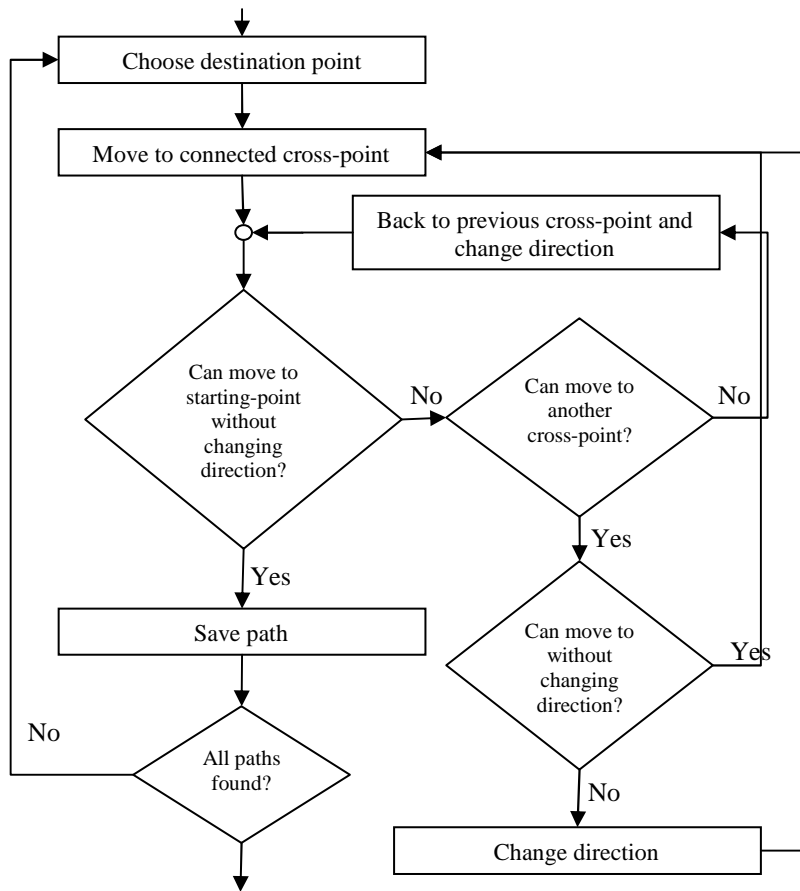 Choose destination point
Move to connected cross-point
Back to previous cross-point and
change direction
Can move to
starting-point
without
changing
direction?
No
Can move to
another
cross-point?
No
Yes
Yes
Save path
Can move to
without
changing
direction?
Yes
No
All paths
found?
No
Change direction